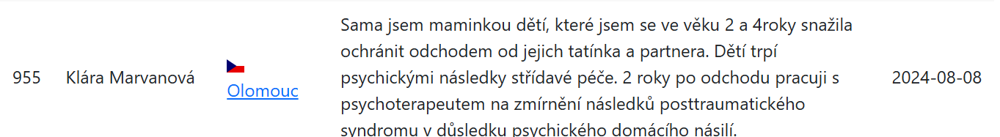 Sama jsem maminkou dětí, které jsem se ve věku 2 a 4roky snažila
ochránit odchodem od jejich tatínka a partnera. Dětí trpí
955 Klára Marvanová psychickými následky střídavé péče. 2 roky po odchodu pracuji s 2024-08-08
Olomouc
psychoterapeutem na zmírnění následků posttraumatického
syndromu v důsledku psychického domácího násilí.